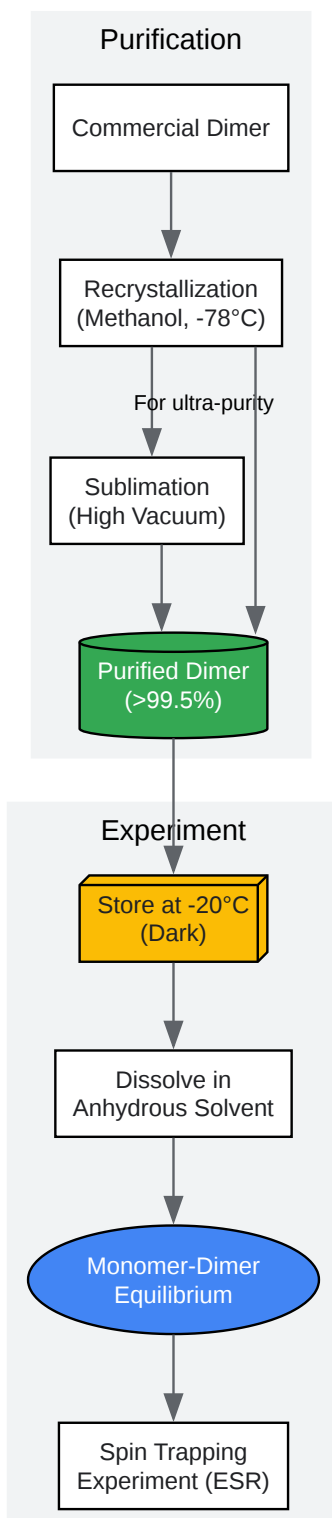 Purification
Commercial Dimer
Recrystallization
(Methanol, -78°C)
For ultra-purity
Sublimation
(High Vacuum)
Purified Dimer
(>99.5%)
Experiment
Store at -20°C
(Dark)
Dissolve in
Anhydrous Solvent
Monomer-Dimer
Equilibrium
Spin Trapping
Experiment (ESR)